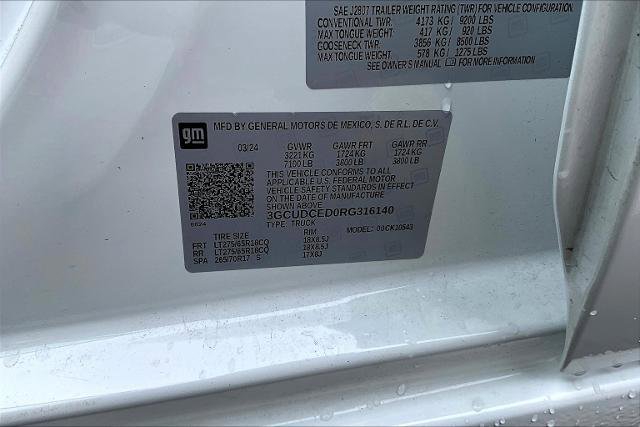 SAE J2807 TRAILER WEIGHT RATING (TWR) FOR VEHICLE CONFIGURATION
CONVENTIONAL TWR. 4173 KG/ 9200 LBS
MAX TONGUE WEIGHT: 417 KG/ 920 LBS
GOOSENECK TWR. 3856 KG/ 8500 LBS
MAX TONGUE WEIGHT: 578 KG/ 1275 LBS
SEE OWNER'S MANUAL FOR MORE INFORMATION
gm
MFD BY GENERAL MOTORS DE MEXICO, S. DE R.L. DE C.V.
03/24 GVWR GAWR FRT GAWR RR
3221 KG 1724 KG 1724 KG
7100 LB 3800 LB 3800 LB
THIS VEHICLE CONFORMS TO ALL
APPLICABLE U.S. FEDERAL MOTOR
VEHICLE SAFETY STANDARDS IN
EFFECT ON THE DATE OF
MANUFACTURE SHOWN ABOVE.
3GCUDCED0RG316140
TYPE: TRUCK MODEL: CK10543
6624
TIRE SIZE RIM
FRT LT275/65R18CQ 18X8.5J
RR LT275/65R18CQ 18X8.5J
SPA 265/70R17 S 17X8J